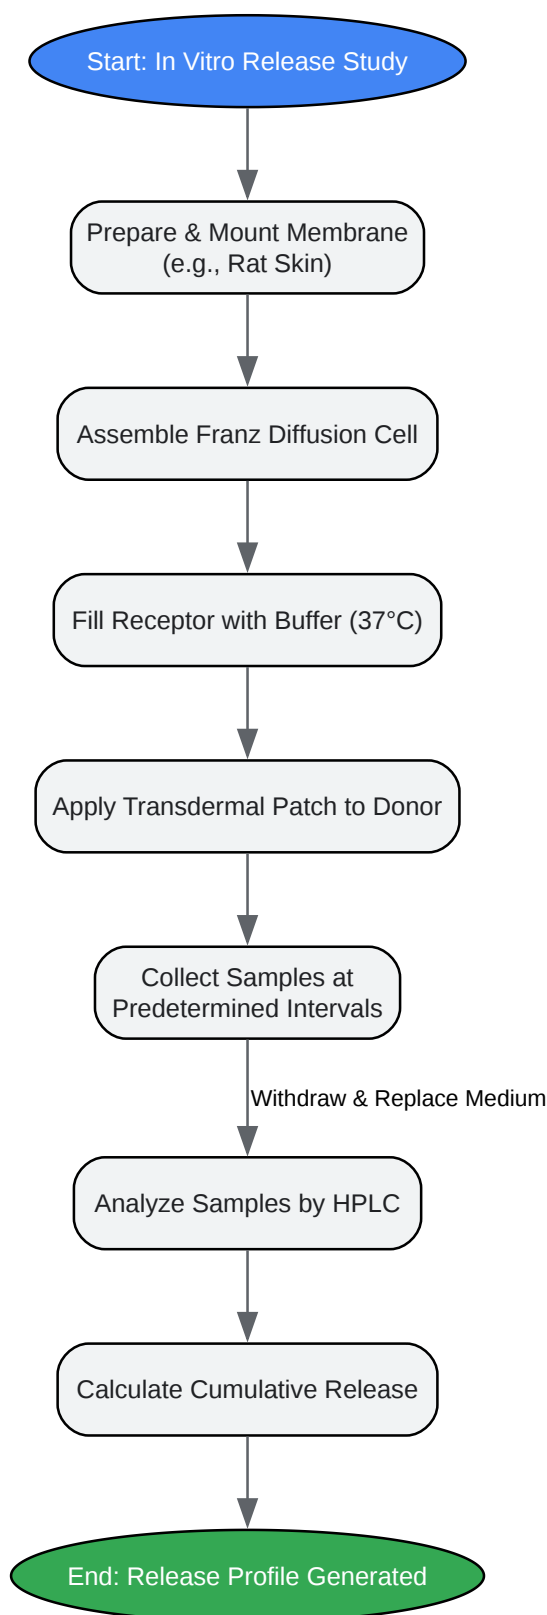 Start: In Vitro Release Study
Prepare & Mount Membrane
(e.g., Rat Skin)
Assemble Franz Diffusion Cell
Fill Receptor with Buffer (37°C)
Apply Transdermal Patch to Donor
Collect Samples at
Predetermined Intervals
Withdraw & Replace Medium
Analyze Samples by HPLC
Calculate Cumulative Release
End: Release Profile Generated